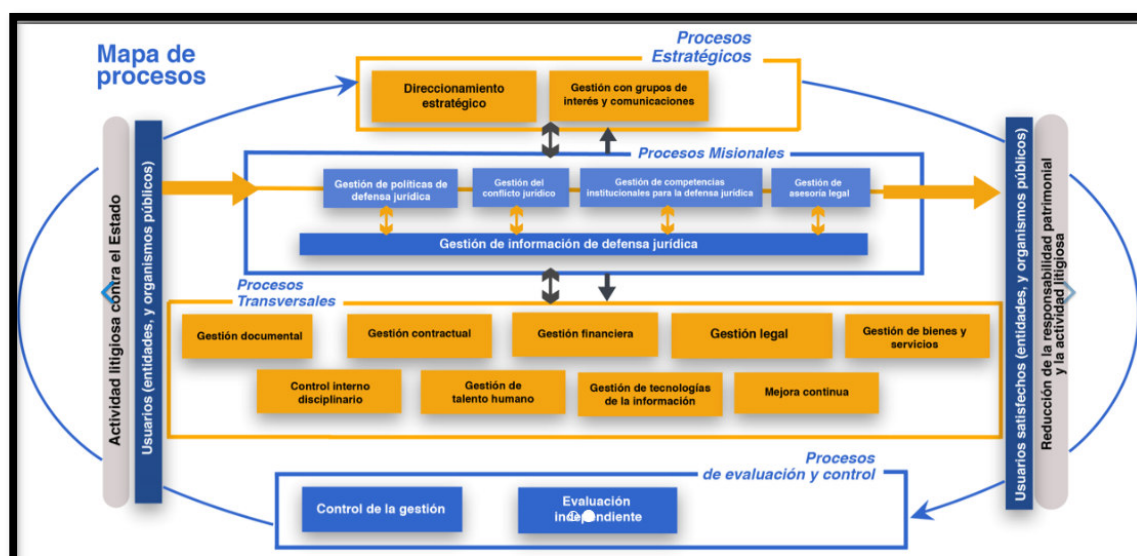 Mapa de
procesos
Procesos
Estratégicos
Direccionamiento
estratégico
Gestión con grupos de
interés y comunicaciones
Actividad litigiosa contra el Estado
Usuarios (entidades, y organismos públicos)
Procesos Misionales
Gestión de políticas de
defensa jurídica
Gestión del
conflicto jurídico
Gestión de competencias
institucionales para la defensa jurídica
Gestión de
asesoría legal
Gestión de información de defensa jurídica
Usuarios satisfechos (entidades, y organismos públicos)
Reducción de la responsabilidad patrimonial
y la actividad litigiosa
Procesos
Transversales
Gestión documental
Gestión contractual
Gestión financiera
Gestión legal
Gestión de bienes y
servicios
Control interno
disciplinario
Gestión de
talento humano
Gestión de tecnologías
de la información
Mejora continua
Procesos
de evaluación y control
Control de la gestión
Evaluación
independiente